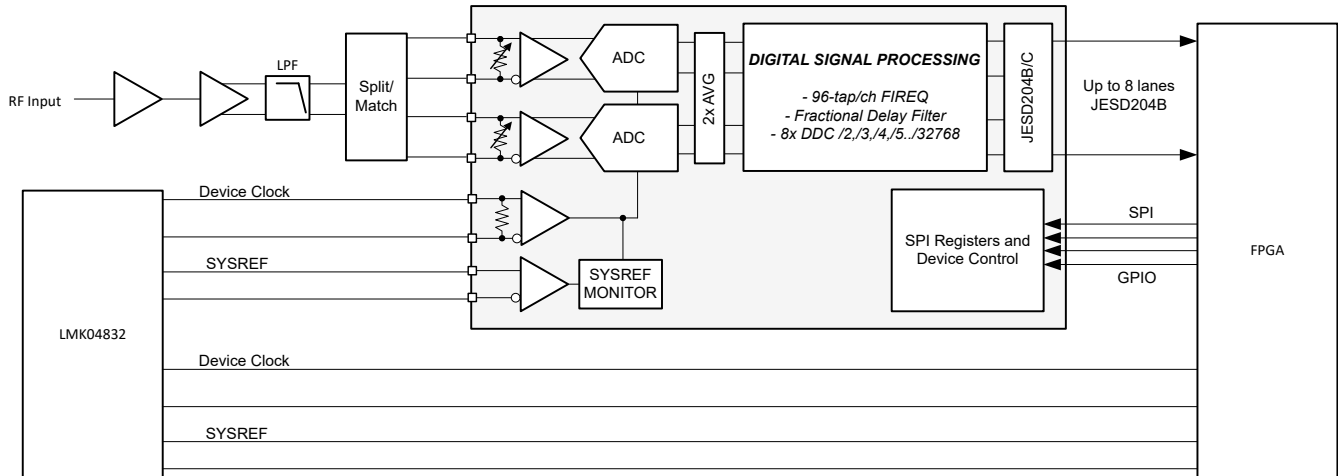 LPF
RF Input
Split/
Match
ADC
ADC
2x AVG
DIGITAL SIGNAL PROCESSING
- 96-tap/ch FIREQ
- Fractional Delay Filter
- 8x DDC /2,/3,/4,/5../32768
JESD204B/C
Up to 8 lanes
JESD204B
Device Clock
SYSREF
SYSREF
MONITOR
SPI Registers and
Device Control
SPI
GPIO
FPGA
LMK04832
Device Clock
SYSREF